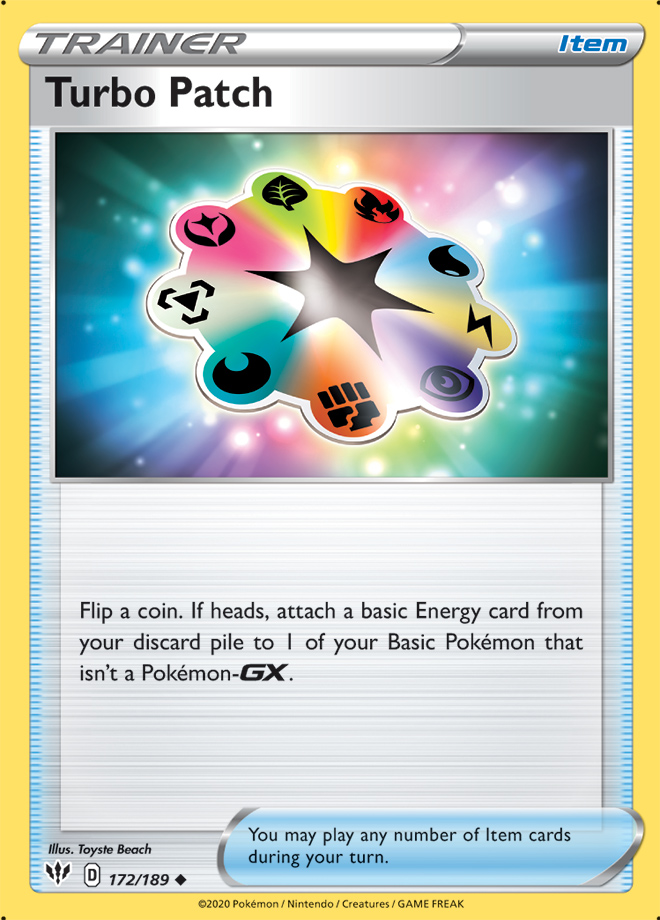 TRAINER
Item
Turbo Patch
Flip a coin. If heads, attach a basic Energy card from
your discard pile to 1 of your Basic Pokémon that
isn't a Pokémon-GX.
You may play any number of Item cards
during your turn.
Illus. Toyste Beach
D 172/189
©2020 Pokémon / Nintendo / Creatures / GAME FREAK